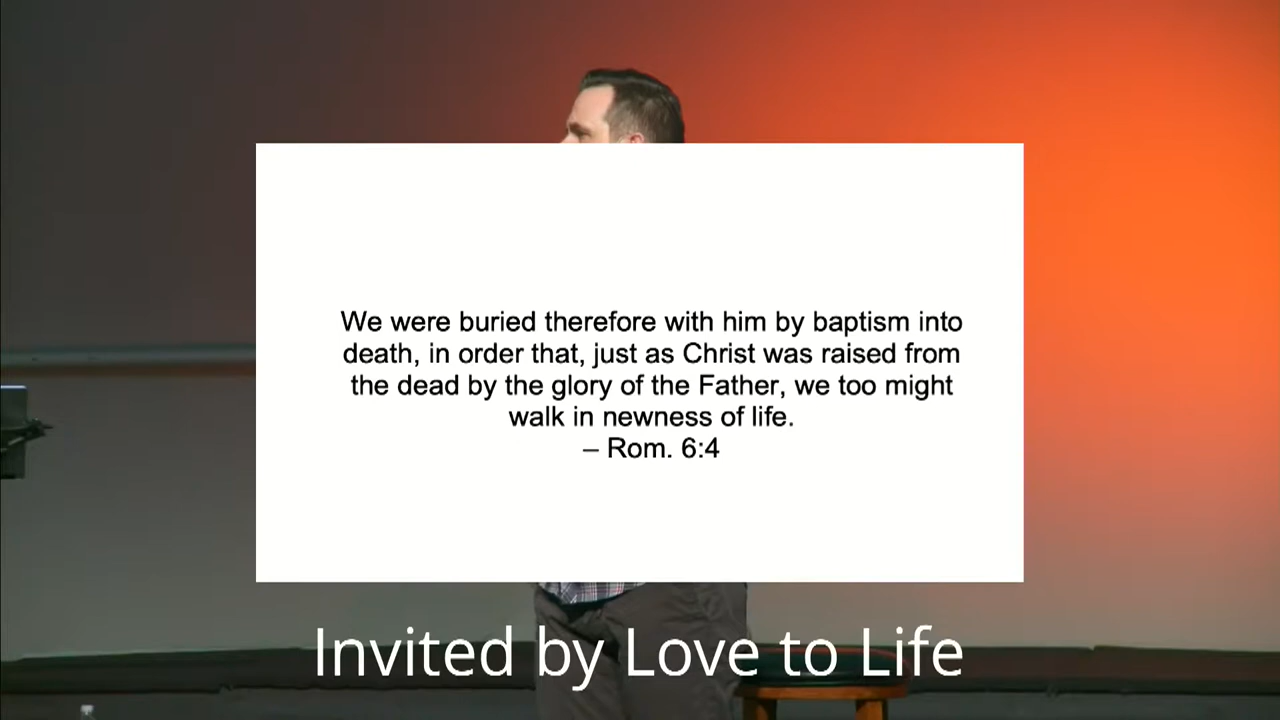 We were buried therefore with him by baptism into
death, in order that, just as Christ was raised from
the dead by the glory of the Father, we too might
walk in newness of life.
– Rom. 6:4
Invited by Love to Life